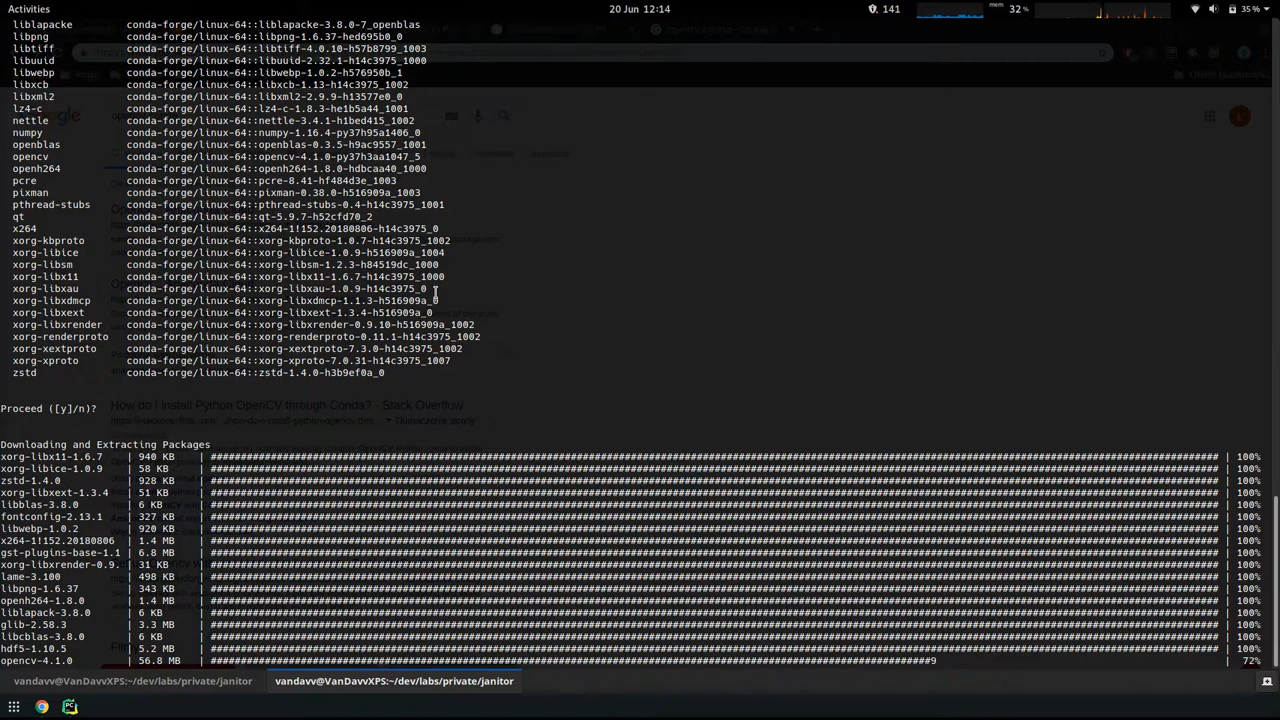 Activities
20 Jun 12:14
141
mem
32 %
35 %
liblapacke conda-forge/linux-64::liblapacke-3.8.0-7_openblas
libpng conda-forge/linux-64::libpng-1.6.37-hed695b0_0
libtiff conda-forge/linux-64::libtiff-4.0.10-h57b8799_1003
libuuid conda-forge/linux-64::libuuid-2.32.1-h14c3975_1000
libwebp conda-forge/linux-64::libwebp-1.0.2-h576950b_1
libxcb conda-forge/linux-64::libxcb-1.13-h14c3975_1002
libxml2 conda-forge/linux-64::libxml2-2.9.9-h13577e0_0
lz4-c conda-forge/linux-64::lz4-c-1.8.3-he1b5a44_1001
nettle conda-forge/linux-64::nettle-3.4.1-h1bed415_1002
numpy conda-forge/linux-64::numpy-1.16.4-py37h95a1406_0
openblas conda-forge/linux-64::openblas-0.3.5-h9ac9557_1001
opencv conda-forge/linux-64::opencv-4.1.0-py37h3aa1047_5
openh264 conda-forge/linux-64::openh264-1.8.0-hdbcaa40_1000
pcre conda-forge/linux-64::pcre-8.41-hf484d3e_1003
pixman conda-forge/linux-64::pixman-0.38.0-h516909a_1003
pthread-stubs conda-forge/linux-64::pthread-stubs-0.4-h14c3975_1001
qt conda-forge/linux-64::qt-5.9.7-h52cfd70_2
x264 conda-forge/linux-64::x264-1!152.20180806-h14c3975_0
xorg-kbproto conda-forge/linux-64::xorg-kbproto-1.0.7-h14c3975_1002
xorg-libice conda-forge/linux-64::xorg-libice-1.0.9-h516909a_1004
xorg-libsm conda-forge/linux-64::xorg-libsm-1.2.3-h84519dc_1000
xorg-libx11 conda-forge/linux-64::xorg-libx11-1.6.7-h14c3975_1000
xorg-libxau conda-forge/linux-64::xorg-libxau-1.0.9-h14c3975_0
xorg-libxdmcp conda-forge/linux-64::xorg-libxdmcp-1.1.3-h516909a_0
xorg-libxext conda-forge/linux-64::xorg-libxext-1.3.4-h516909a_0
xorg-libxrender conda-forge/linux-64::xorg-libxrender-0.9.10-h516909a_1002
xorg-renderproto conda-forge/linux-64::xorg-renderproto-0.11.1-h14c3975_1002
xorg-xextproto conda-forge/linux-64::xorg-xextproto-7.3.0-h14c3975_1002
xorg-xproto conda-forge/linux-64::xorg-xproto-7.0.31-h14c3975_1007
zstd conda-forge/linux-64::zstd-1.4.0-h3b9ef0a_0
Proceed ([y]/n)?
How do I install Python OpenCV through Conda? - Stack Overflow
Downloading and Extracting Packages
xorg-libx11-1.6.7 | 940 KB | 100%
xorg-libice-1.0.9 | 58 KB | 100%
zstd-1.4.0 | 928 KB | 100%
xorg-libxext-1.3.4 | 51 KB | 100%
libblas-3.8.0 | 6 KB | 100%
fontconfig-2.13.1 | 327 KB | 100%
libwebp-1.0.2 | 920 KB | 100%
x264-1!152.20180806 | 1.4 MB | 100%
gst-plugins-base-1.1 | 6.8 MB | 100%
xorg-libxrender-0.9. | 31 KB | 100%
lame-3.100 | 498 KB | 100%
libpng-1.6.37 | 343 KB | 100%
openh264-1.8.0 | 1.4 MB | 100%
liblapack-3.8.0 | 6 KB | 100%
glib-2.58.3 | 3.3 MB | 100%
libcblas-3.8.0 | 6 KB | 100%
hdf5-1.10.5 | 5.2 MB | 100%
opencv-4.1.0 | 56.8 MB | 9 | 72%
vandavv@VanDavvXPS:~/dev/labs/private/janitor
vandavv@VanDavvXPS:~/dev/labs/private/janitor
PC